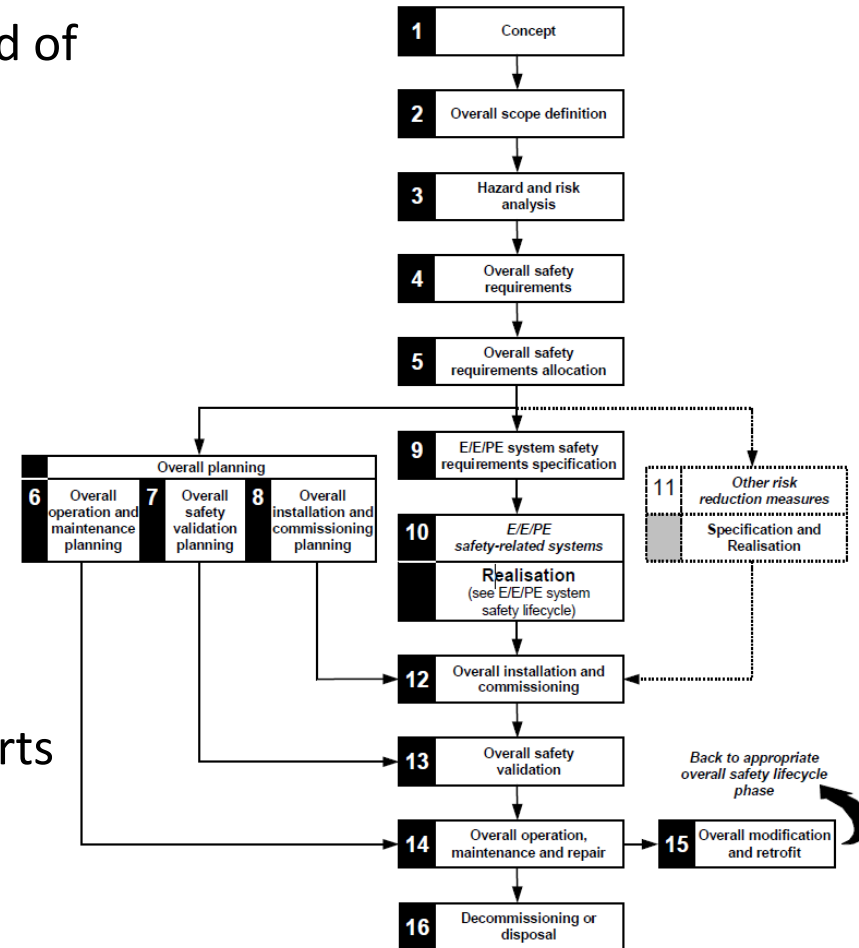 d of
1
Concept
2
Overall scope definition
3
Hazard and risk
analysis
4
Overall safety
requirements
5
Overall safety
requirements allocation
Overall planning
6
Overall
operation and
maintenance
planning
7
Overall
safety
validation
planning
8
Overall
installation and
commissioning
planning
9
E/E/PE system safety
requirements specification
10
E/E/PE
safety-related systems
Realisation
(see E/E/PE system
safety lifecycle)
11
Other risk
reduction measures
Specification and
Realisation
12
Overall installation and
commissioning
rts
13
Overall safety
validation
Back to appropriate
overall safety lifecycle
phase
14
Overall operation,
maintenance and repair
15
Overall modification
and retrofit
16
Decommissioning or
disposal